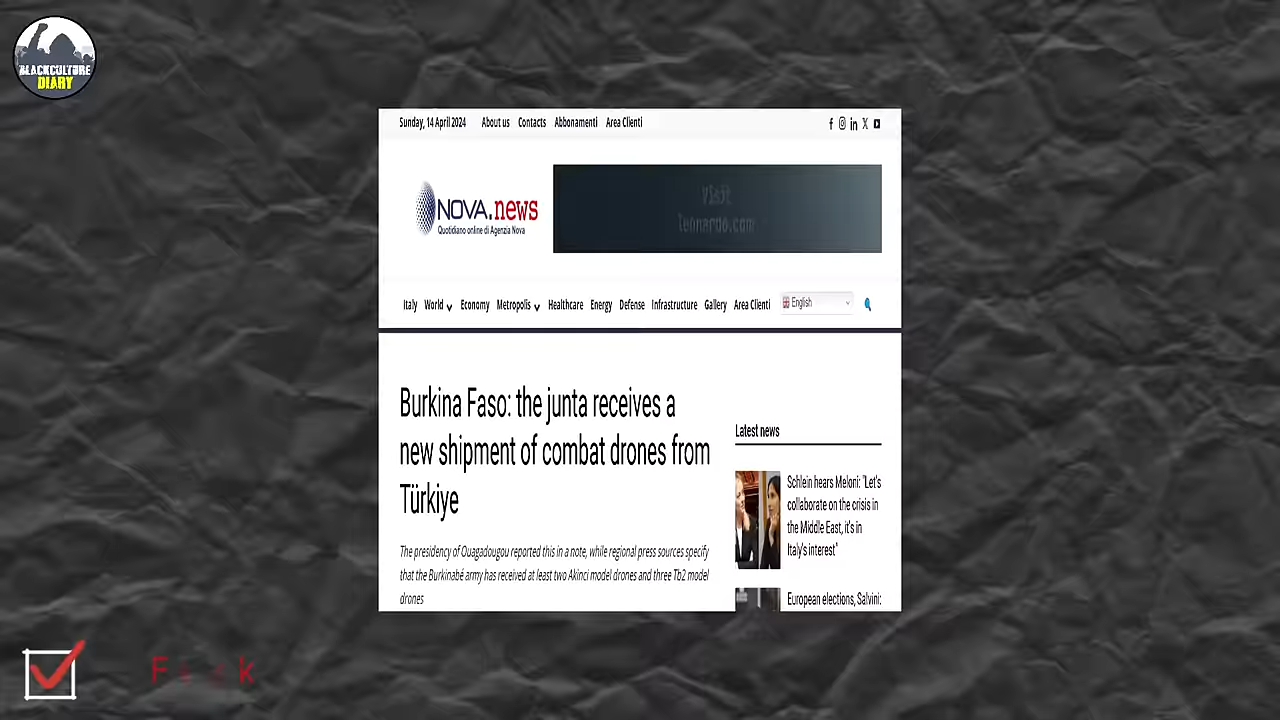 BLACKCULTURE
DIARY
Sunday, 14 April 2024 About us Contacts Abbonamenti Area Clienti
NOVA.news
Quotidiano online di Agenzia Nova
Visit
leonardo.com
Italy World Economy Metropolis Healthcare Energy Defense Infrastructure Gallery Area Clienti English
Burkina Faso: the junta receives a
new shipment of combat drones from
Türkiye
The presidency of Ouagadougou reported this in a note, while regional press sources specify
that the Burkinabé army has received at least two Akinci model drones and three Tb2 model
drones
Latest news
Schlein hears Meloni: "Let's
collaborate on the crisis in
the Middle East, it's in
Italy's interest"
European elections, Salvini: